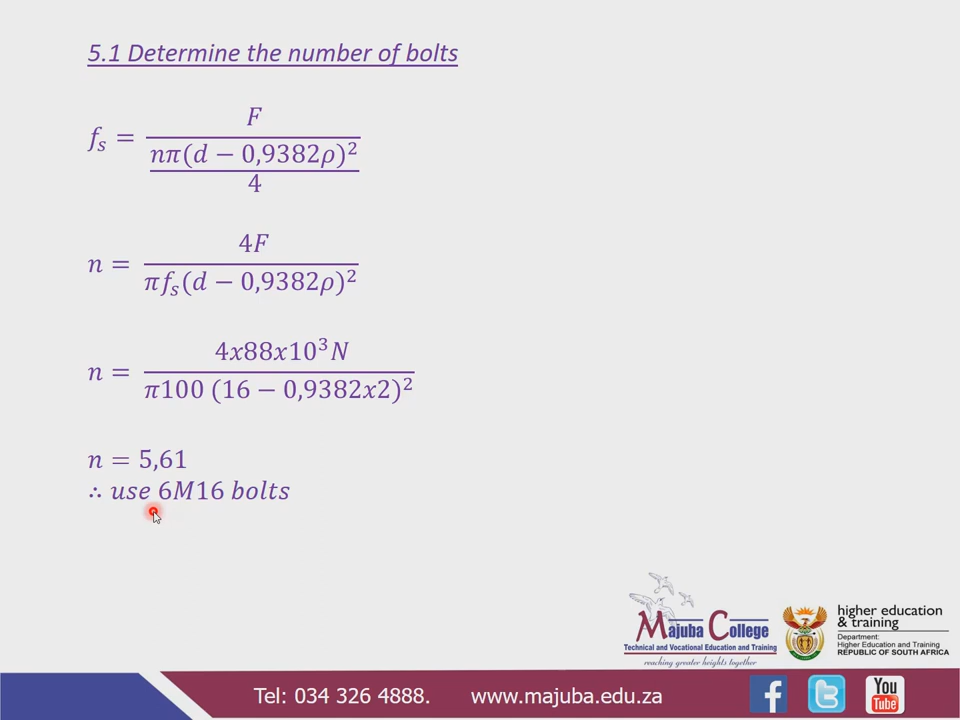 5.1 Determine the number of bolts
fₛ = F / (nπ(d − 0,9382ρ)² / 4)
n = 4F / πfₛ(d − 0,9382ρ)²
n = 4x88x10³N / π100 (16 − 0,9382x2)²
n = 5,61
∴ use 6M16 bolts
Majuba College
Technical and Vocational Education and Training
reaching greater heights together
higher education
& training
Department:
Higher Education and Training
REPUBLIC OF SOUTH AFRICA
Tel: 034 326 4888. www.majuba.edu.za
You
Tube